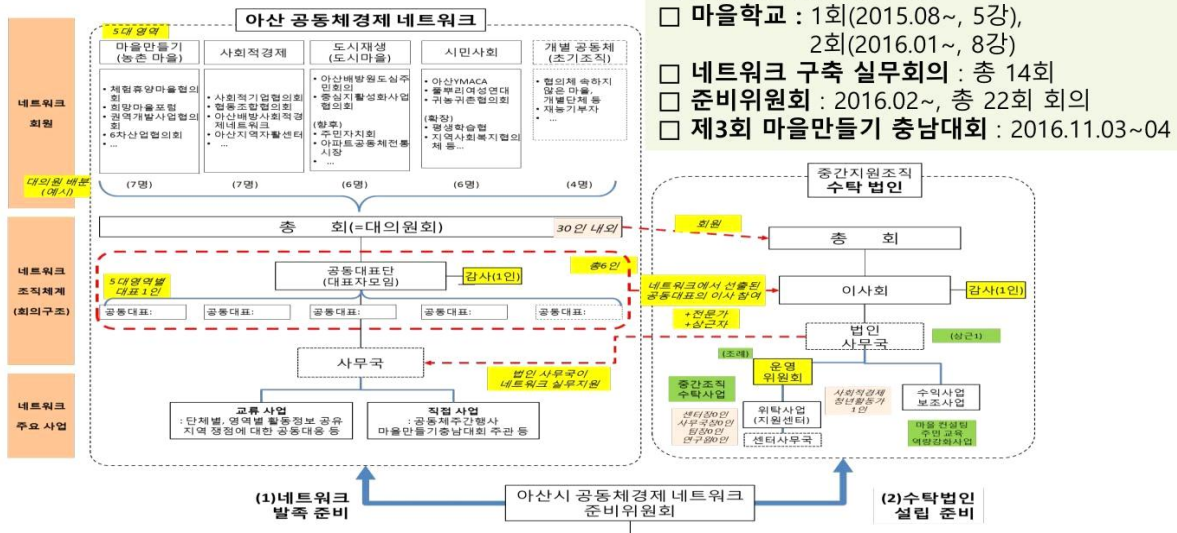 아산 공동체경제 네트워크
□ 마을학교 : 1회(2015.08~, 5강),
2회(2016.01~, 8강)
□ 네트워크 구축 실무회의 : 총 14회
□ 준비위원회 : 2016.02~, 총 22회 회의
□ 제3회 마을만들기 충남대회 : 2016.11.03~04
네트워크
회원
5대 영역
마을만들기
(농촌 마을)
• 체험휴양마을협의
회
• 희망마을포럼
• 권역개발사업협의
회
• 6차산업협의회
• ...
(7명)
사회적경제
• 사회적기업협의회
• 협동조합협의회
• 아산배방사회적경
제네트워크
• 아산지역자활센터
• ...
(7명)
도시재생
(도시마을)
• 아산배방원도심주
민회의
• 중심지활성화사업
협의회
(향후)
• 주민자치회
• 아파트공동체전통
시장
• ...
(6명)
시민사회
• 아산YMACA
• 풀뿌리여성연대
• 귀농귀촌협의회
(확장)
• 평생학습협
• 지역사회복지협의
체 등...
(6명)
개별 공동체
(초기조직)
• 협의체 속하지
않은 마을,
개별단체 등
• 재능기부자
• ...
(4명)
대의원 배분
(예시)
네트워크
조직체계
(회의구조)
총 회(=대의원회)
30인 내외
5대영역별
대표 1인
공동대표단
(대표자모임)
감사(1인)
총6인
공동대표:
공동대표:
공동대표:
공동대표:
공동대표:
사무국
네트워크
주요 사업
교류 사업
: 단체별, 영역별 활동정보 공유
지역 쟁점에 대한 공동대응 등
직접 사업
: 공동체주간행사
마을만들기충남대회 주관 등
회원
네트워크에서 선출된
공동대표의 이사 참여
+전문가
+상근자
법인 사무국이
네트워크 실무지원
중간지원조직
수탁 법인
총 회
이사회
감사(1인)
법인
사무국
(상근1)
(조례)
운영
위원회
중간조직
수탁사업
센터장0인
사무국장0인
팀장0인
연구원0인
위탁사업
(지원센터)
센터사무국
사회적경제
청년활동가
1인
수익사업
보조사업
마을 컨설팅
주민 교육
역량강화사업
(1)네트워크
발족 준비
아산시 공동체경제 네트워크
준비위원회
(2)수탁법인
설립 준비